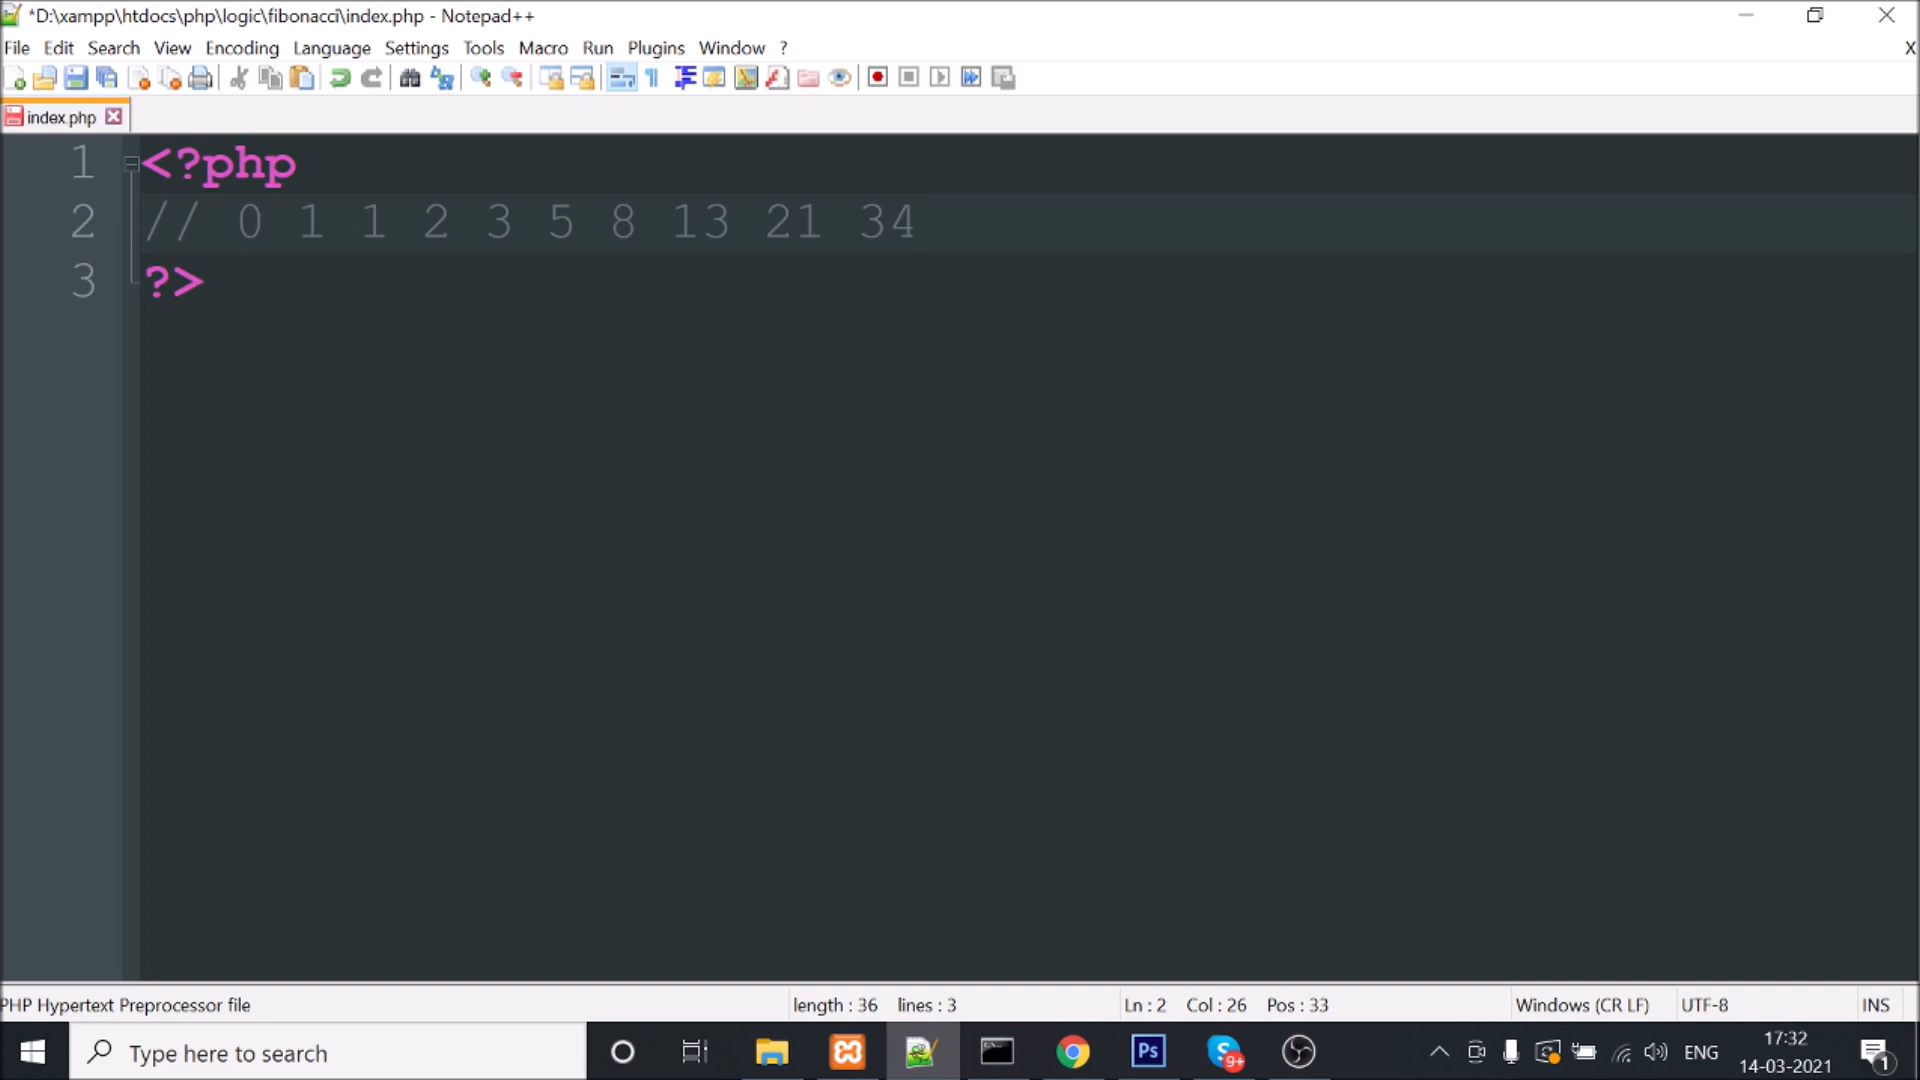 *D:\xampp\htdocs\php\logic\fibonacci\index.php - Notepad++
File Edit Search View Encoding Language Settings Tools Macro Run Plugins Window ? X
index.php
1 <?php
2 // 0 1 1 2 3 5 8 13 21 34
3 ?>
PHP Hypertext Preprocessor file length : 36 lines : 3 Ln : 2 Col : 26 Pos : 33 Windows (CR LF) UTF-8 INS
Type here to search Ps 9+ ENG 17:32 1
14-03-2021